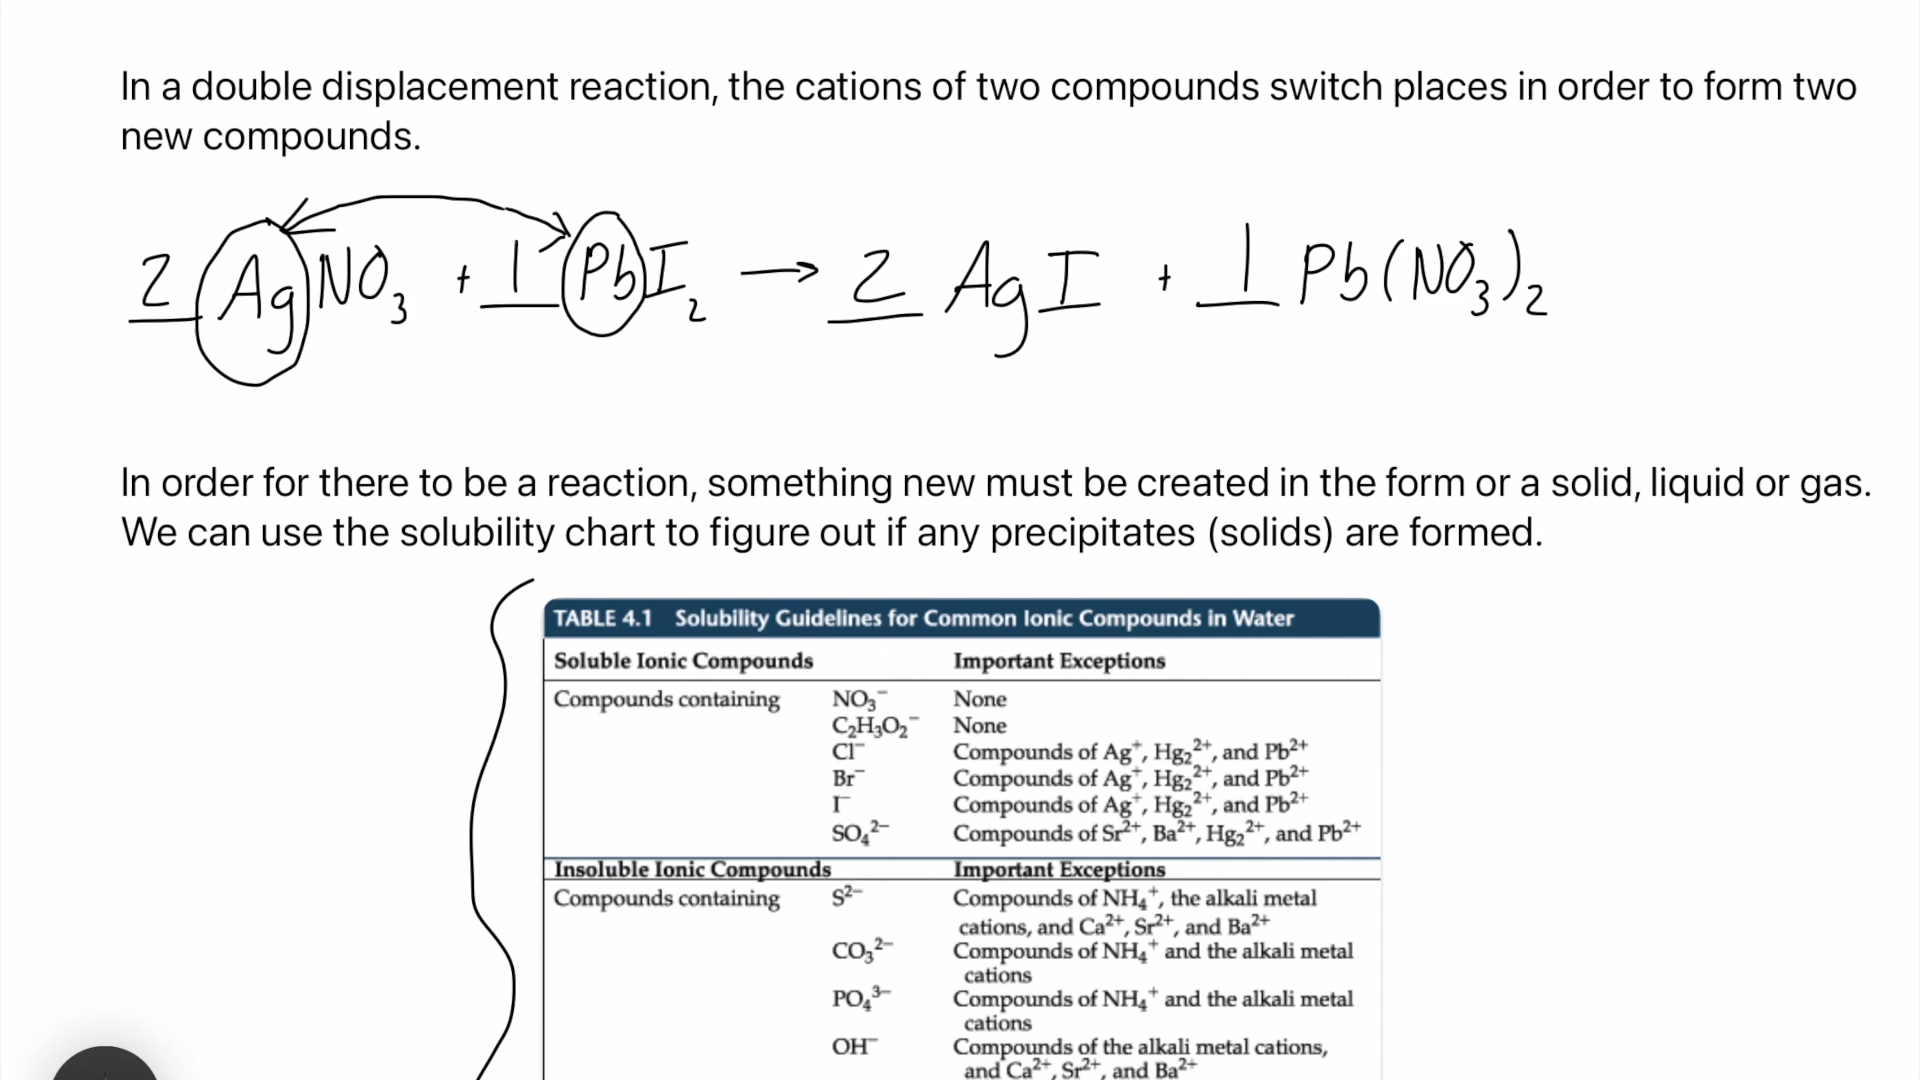 In a double displacement reaction, the cations of two compounds switch places in order to form two
new compounds.
2 AgNO₃ + 1 PbI₂ → 2 AgI + 1 Pb(NO₃)₂
In order for there to be a reaction, something new must be created in the form or a solid, liquid or gas.
We can use the solubility chart to figure out if any precipitates (solids) are formed.
TABLE 4.1 Solubility Guidelines for Common Ionic Compounds in Water
Soluble Ionic Compounds Important Exceptions
Compounds containing NO₃⁻ None
C₂H₃O₂⁻ None
Cl⁻ Compounds of Ag⁺, Hg₂²⁺, and Pb²⁺
Br⁻ Compounds of Ag⁺, Hg₂²⁺, and Pb²⁺
I⁻ Compounds of Ag⁺, Hg₂²⁺, and Pb²⁺
SO₄²⁻ Compounds of Sr²⁺, Ba²⁺, Hg₂²⁺, and Pb²⁺
Insoluble Ionic Compounds Important Exceptions
Compounds containing S²⁻ Compounds of NH₄⁺, the alkali metal
cations, and Ca²⁺, Sr²⁺, and Ba²⁺
CO₃²⁻ Compounds of NH₄⁺ and the alkali metal
cations
PO₄³⁻ Compounds of NH₄⁺ and the alkali metal
cations
OH⁻ Compounds of the alkali metal cations,
and Ca²⁺, Sr²⁺, and Ba²⁺